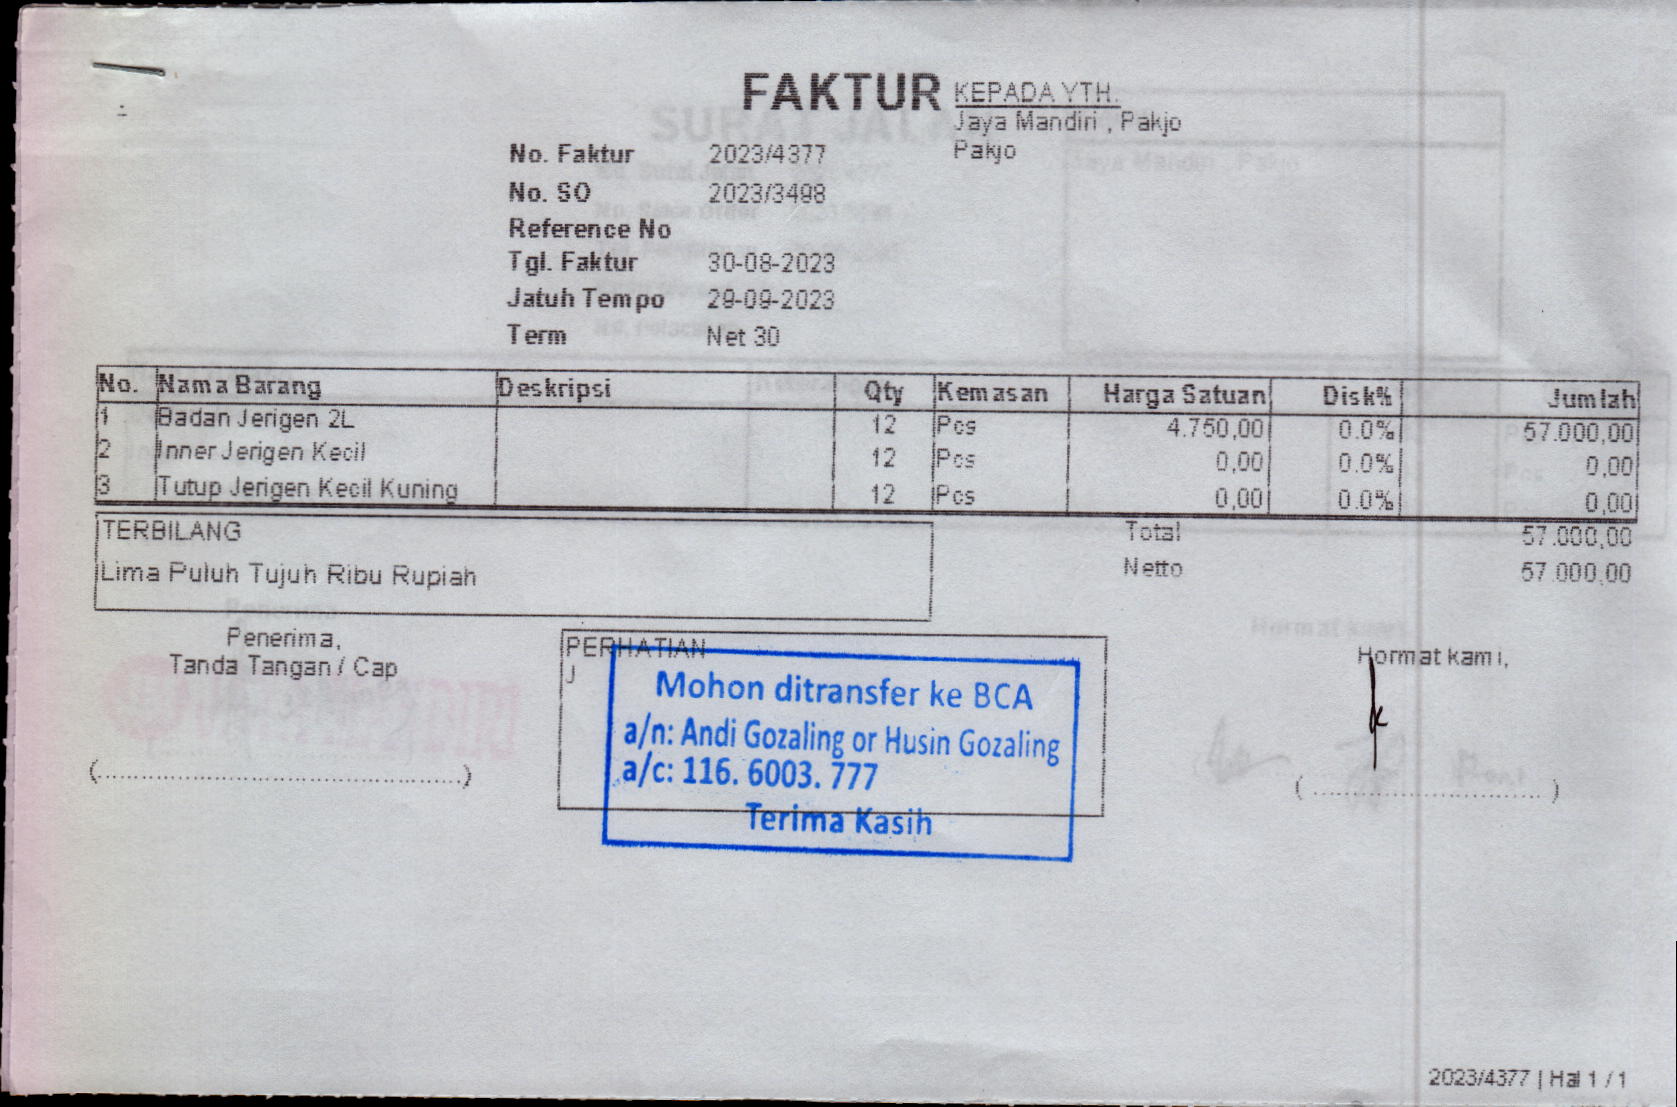 FAKTUR
KEPADA YTH.
Jaya Mandiri , Pakjo
Pakjo
No. Faktur 2023/4377
No. SO 2023/3498
Reference No
Tgl. Faktur 30-08-2023
Jatuh Tempo 29-09-2023
Term Net 30
No. Nama Barang Deskripsi Qty Kemasan Harga Satuan Disk% Jumlah
1 Badan Jerigen 2L 12 Pcs 4.750,00 0.0% 57.000,00
2 Inner Jerigen Kecil 12 Pcs 0,00 0.0% 0,00
3 Tutup Jerigen Kecil Kuning 12 Pcs 0,00 0.0% 0,00
TERBILANG
Lima Puluh Tujuh Ribu Rupiah
Total 57.000,00
Netto 57.000,00
Penerima,
Tanda Tangan / Cap
(........................................................)
PERHATIAN
J
Mohon ditransfer ke BCA
a/n: Andi Gozaling or Husin Gozaling
a/c: 116. 6003. 777
Terima Kasih
Hormat kami,
( ................................... )
2023/4377 | Hal 1 / 1